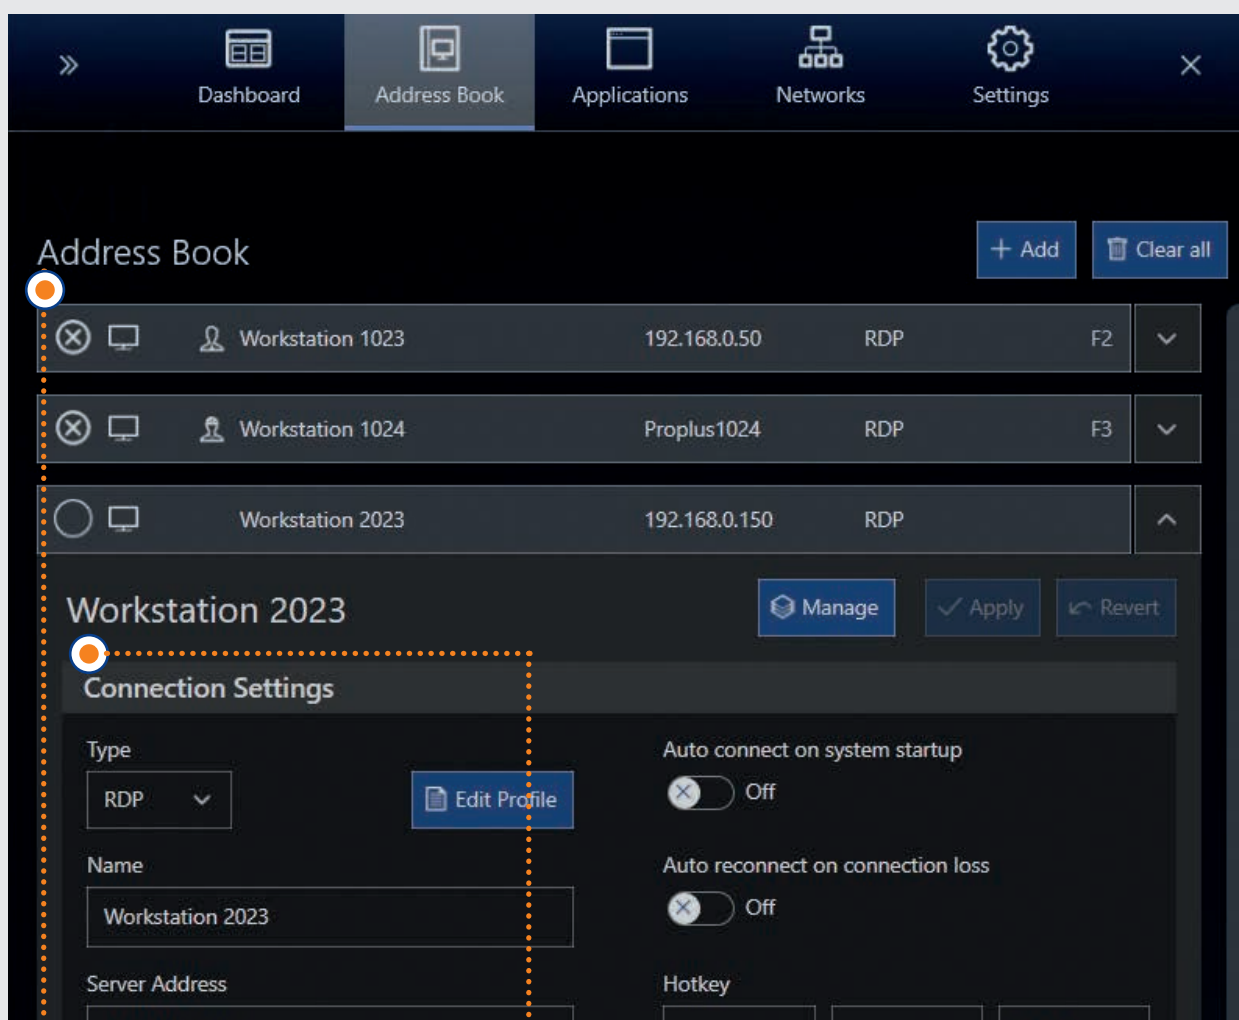 Dashboard Address Book Applications Networks Settings
Address Book + Add Clear all
Workstation 1023 192.168.0.50 RDP F2
Workstation 1024 Proplus1024 RDP F3
Workstation 2023 192.168.0.150 RDP
Workstation 2023 Manage Apply Revert
Connection Settings
Type Auto connect on system startup
RDP Edit Profile Off
Name Auto reconnect on connection loss
Workstation 2023 Off
Server Address Hotkey